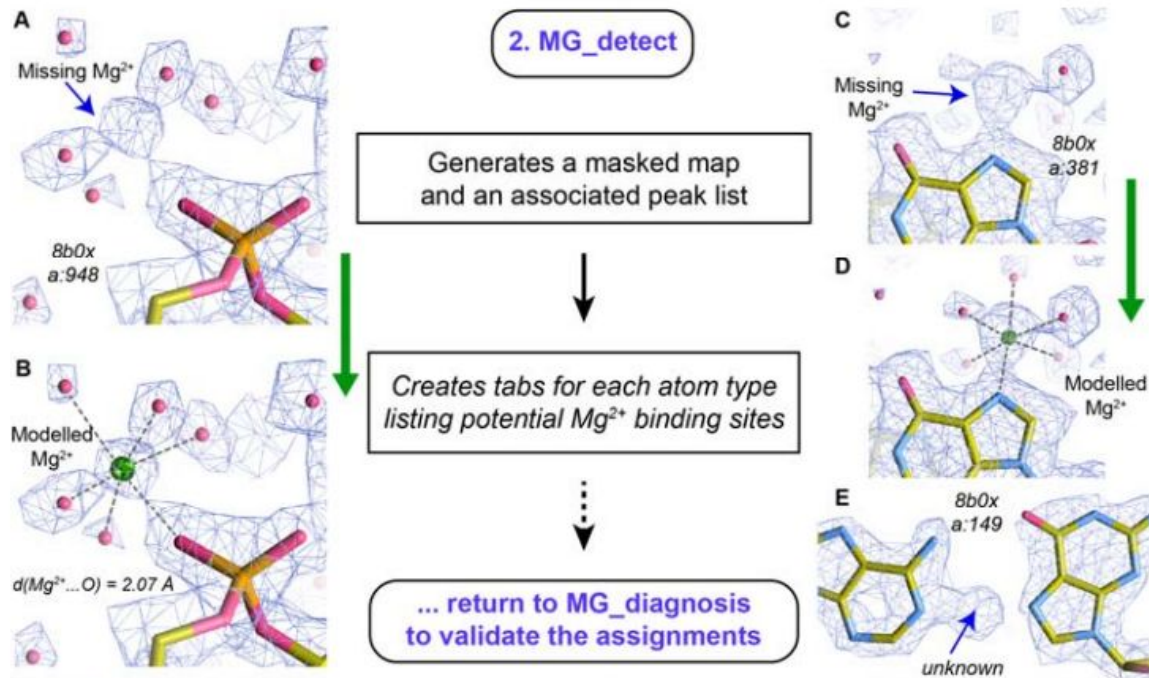 A
Missing Mg²⁺
8b0x
a:948
B
Modelled
Mg²⁺
d(Mg²⁺...O) = 2.07 Å
2. MG_detect
Generates a masked map
and an associated peak list
Creates tabs for each atom type
listing potential Mg²⁺ binding sites
... return to MG_diagnosis
to validate the assignments
C
Missing
Mg²⁺
8b0x
a:381
D
Modelled
Mg²⁺
E
8b0x
a:149
unknown